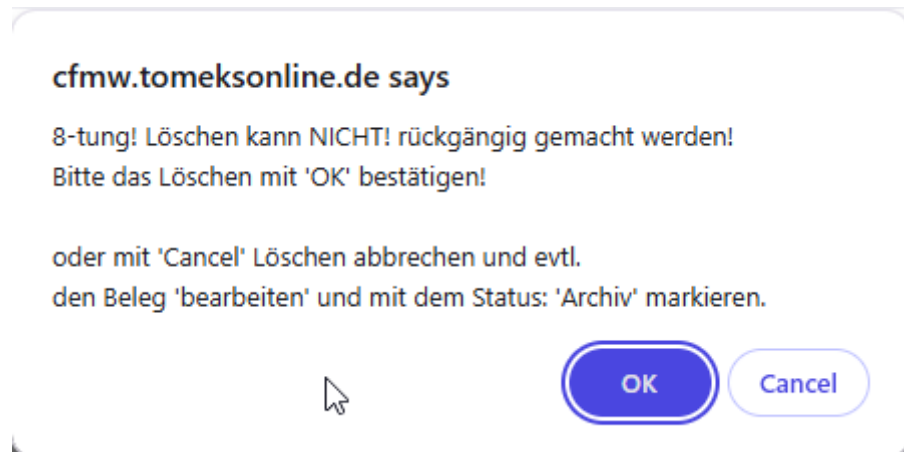 cfmw.tomeksonline.de says
8-tung! Löschen kann NICHT! rückgängig gemacht werden!
Bitte das Löschen mit 'OK' bestätigen!
oder mit 'Cancel' Löschen abbrechen und evtl.
den Beleg 'bearbeiten' und mit dem Status: 'Archiv' markieren.
OK
Cancel